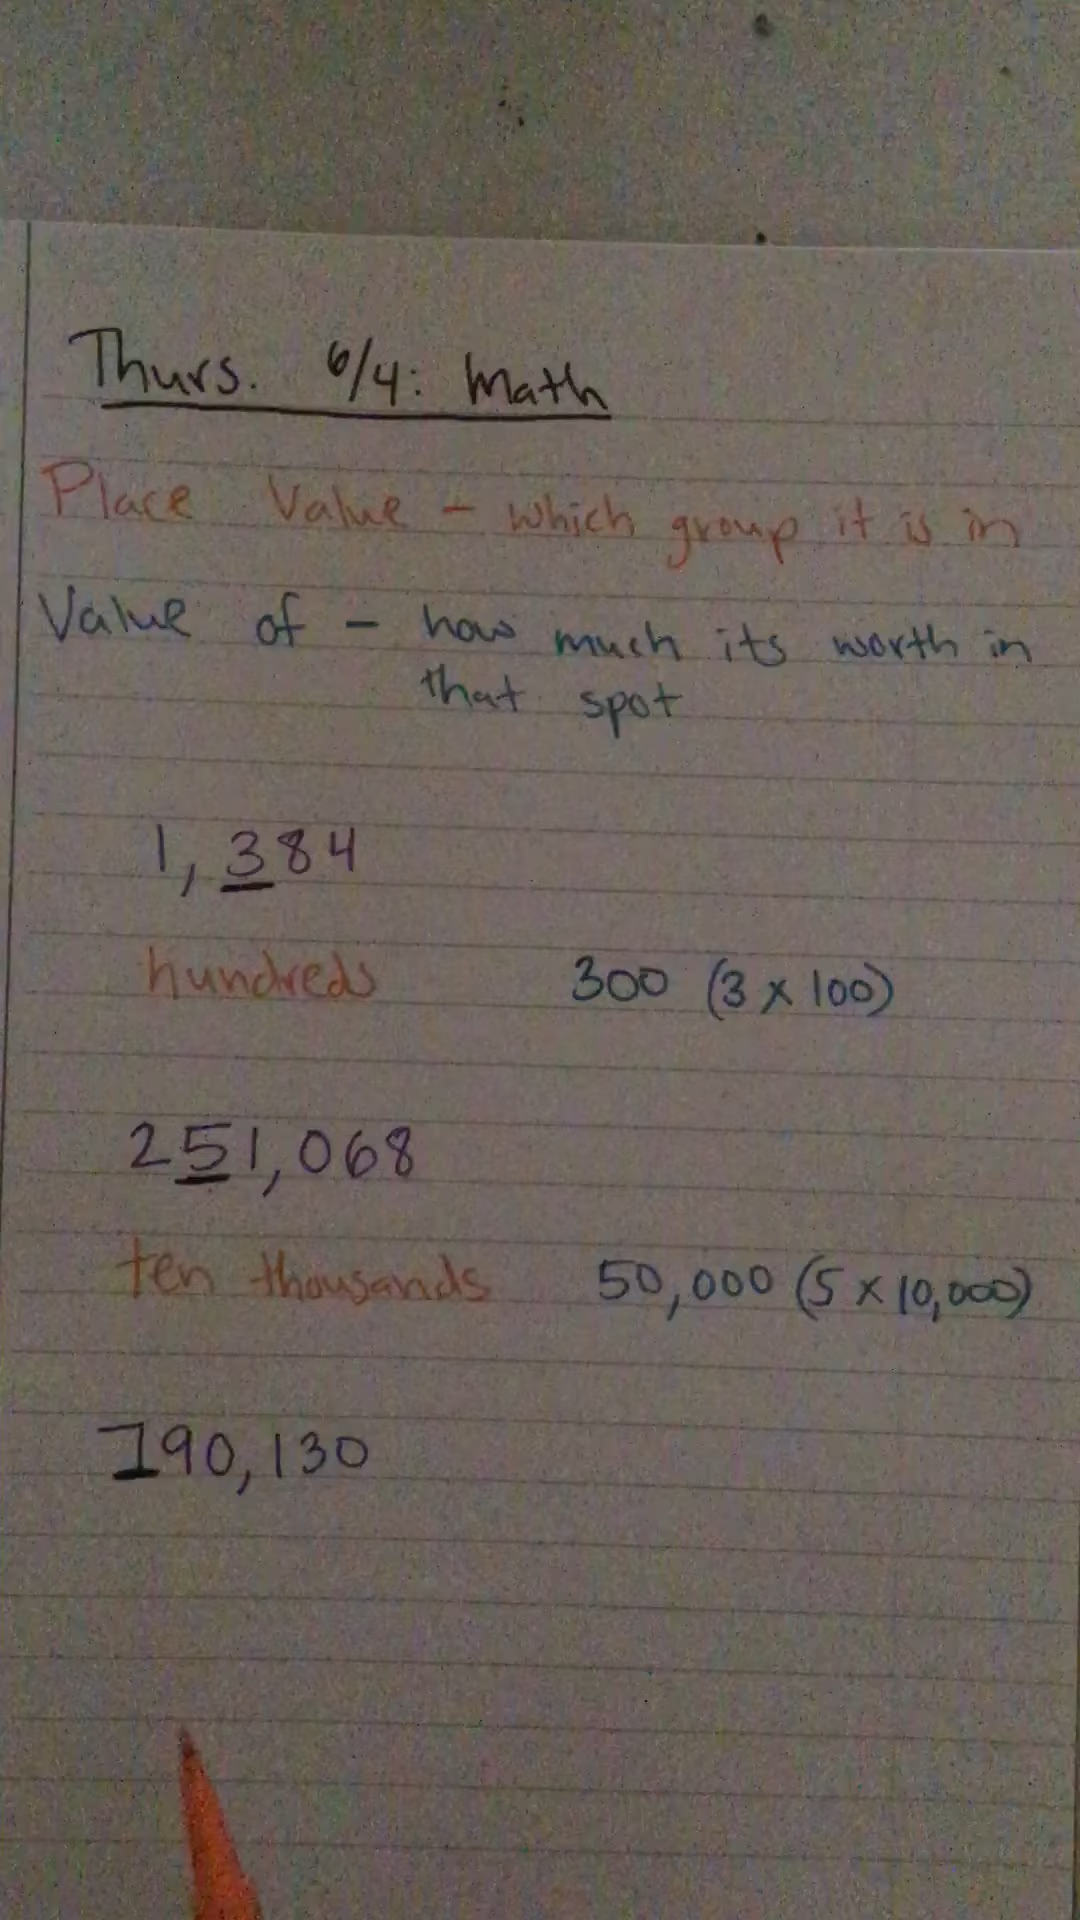 Thurs. 6/4: Math
Place Value - which group it is in
Value of - how much its worth in
that spot
1,384
hundreds 300 (3 x 100)
251,068
ten thousands 50,000 (5 x 10,000)
190,130